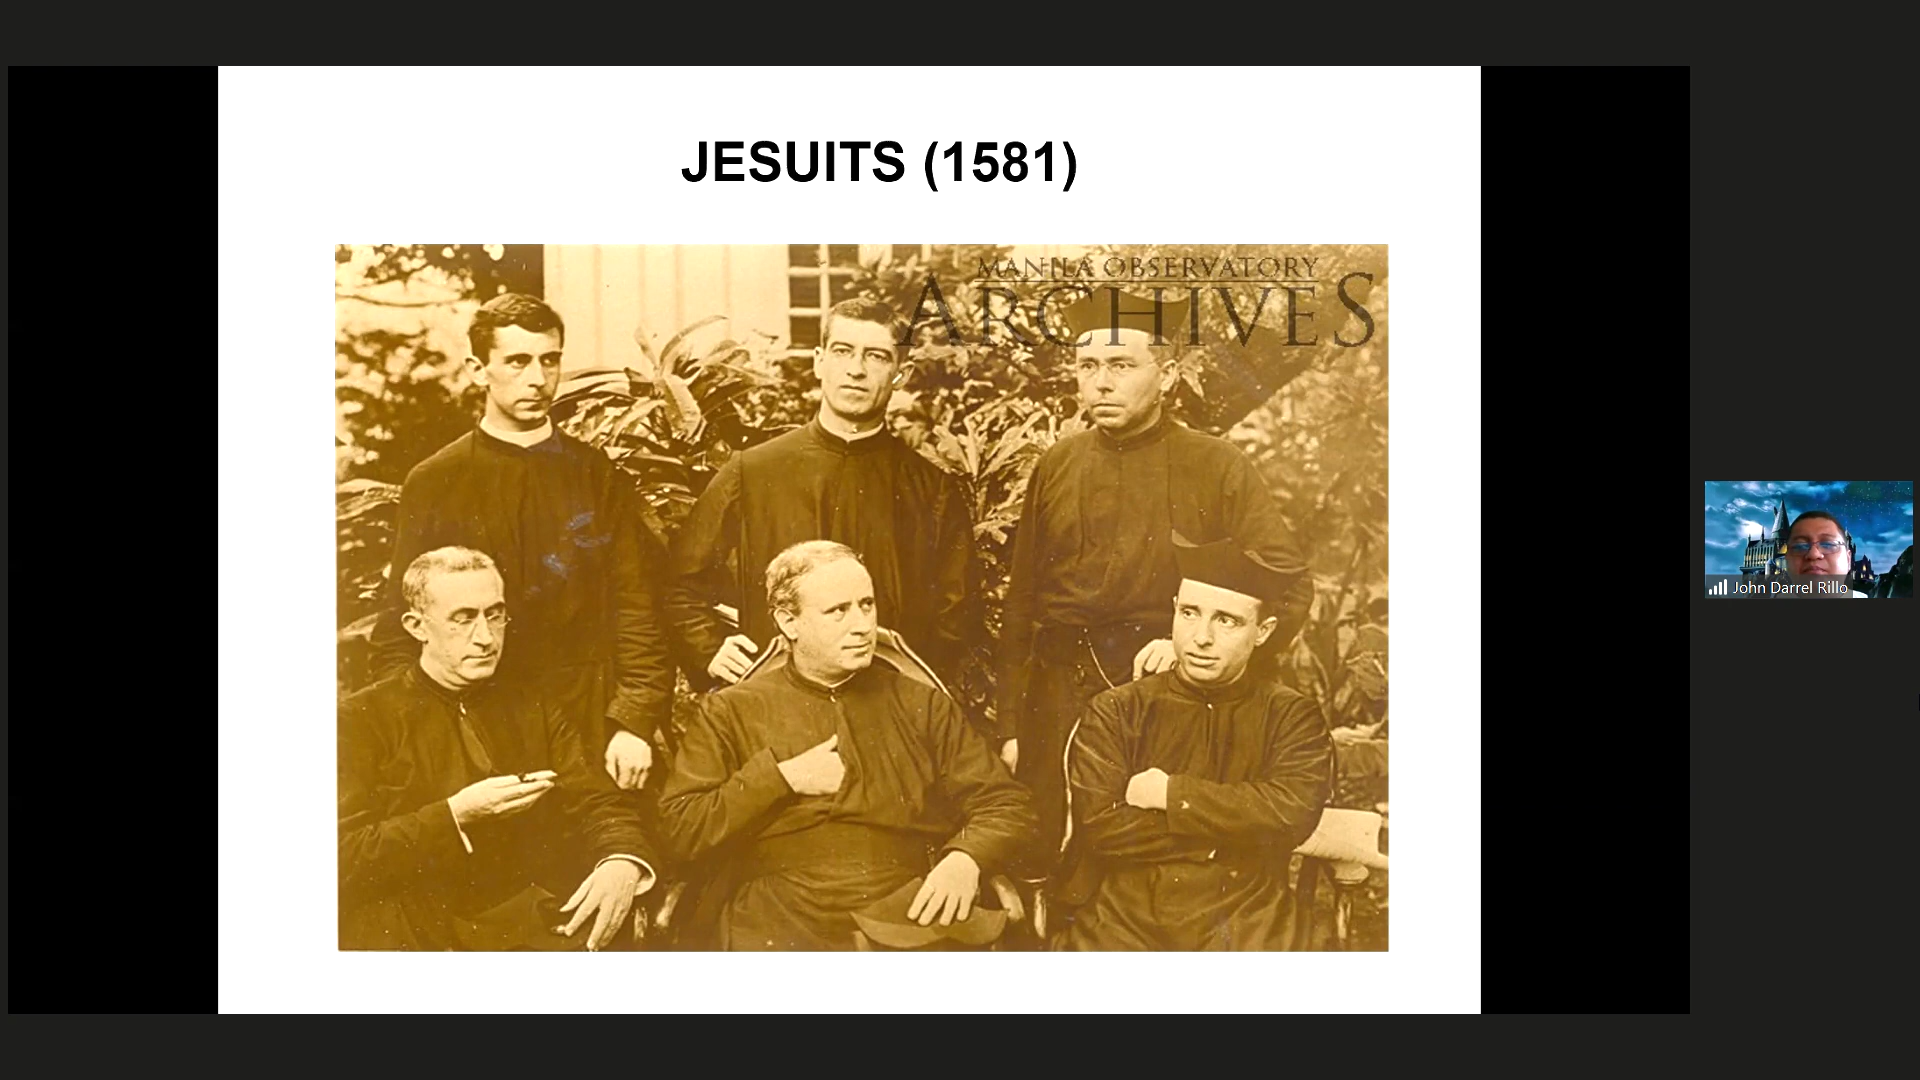 JESUITS (1581)
MANILA OBSERVATORY
ARCHIVES
John Darrel Rillo